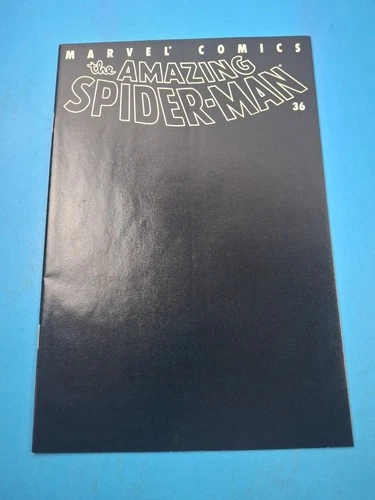 MARVEL® COMICS
the AMAZING
SPIDER-MAN®
36